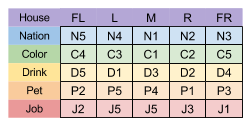 House FL L M R FR
Nation N5 N4 N1 N2 N3
Color C4 C3 C1 C2 C5
Drink D5 D1 D3 D2 D4
Pet P2 P5 P4 P1 P3
Job J2 J5 J5 J3 J1